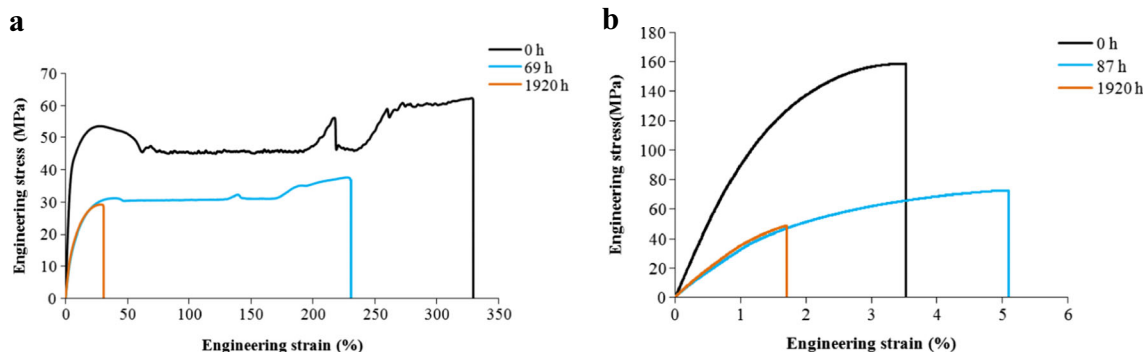 a
0 h
69 h
1920 h
70
60
50
40
30
20
10
0
0 50 100 150 200 250 300 350
Engineering stress (MPa)
Engineering strain (%)
b
0 h
87 h
1920 h
180
160
140
120
100
80
60
40
20
0
0 1 2 3 4 5 6
Engineering stress(MPa)
Engineering strain (%)